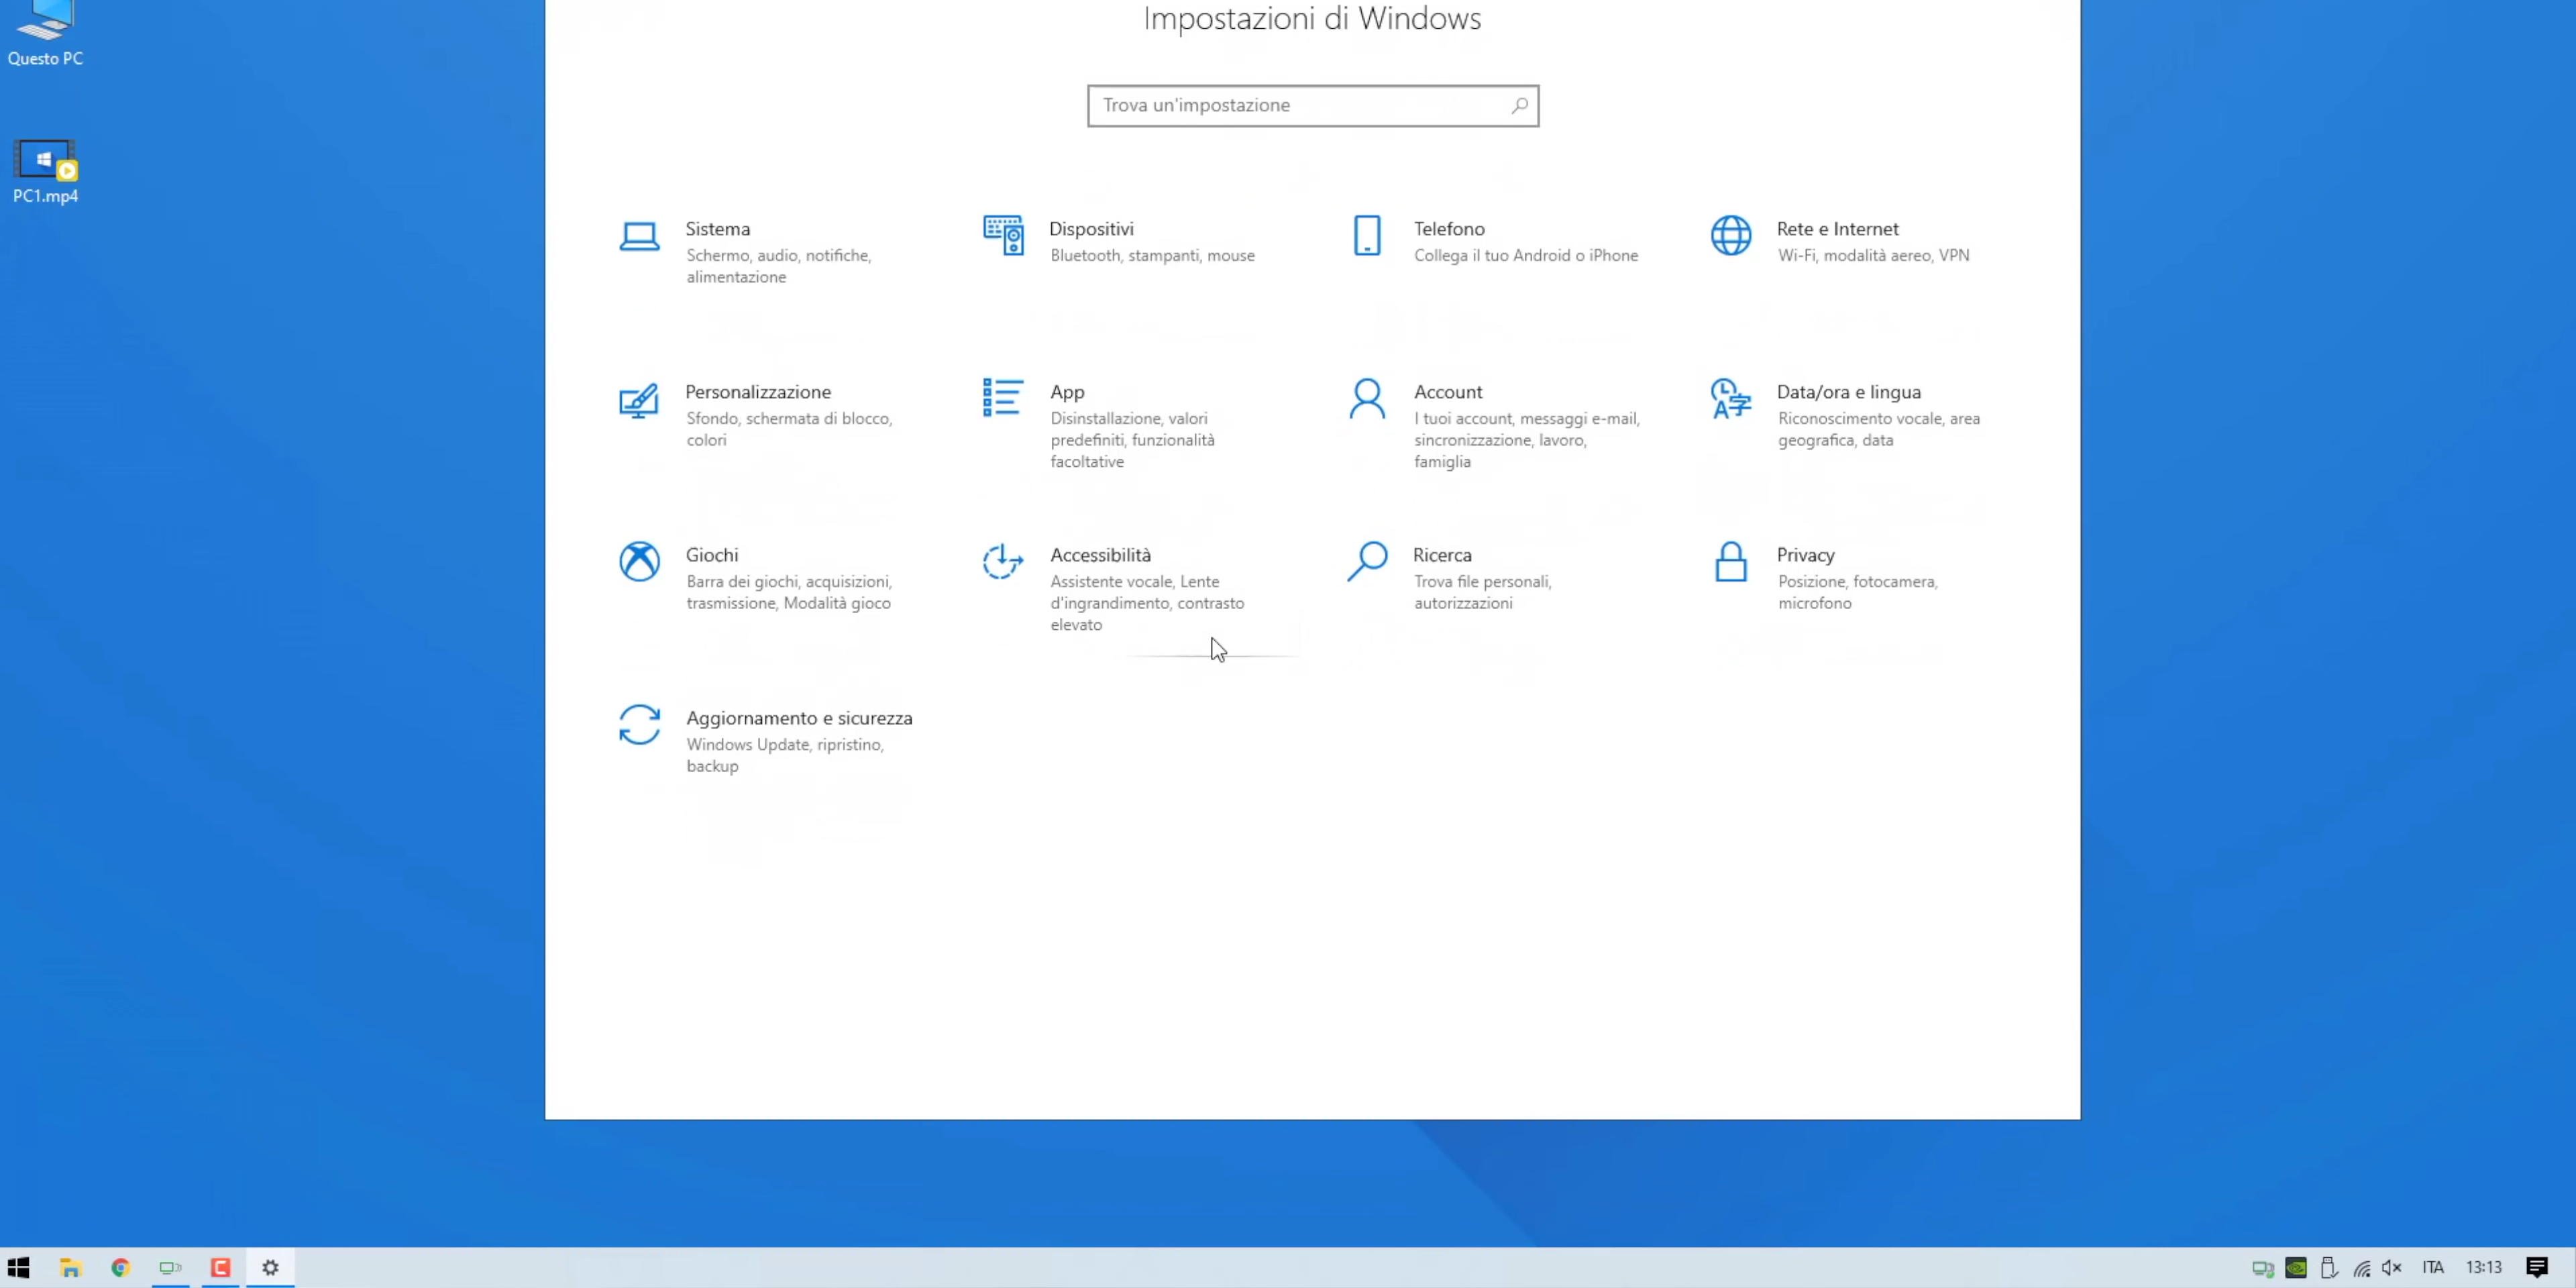 Impostazioni di Windows
Questo PC
Trova un'impostazione
PC1.mp4
Sistema
Schermo, audio, notifiche,
alimentazione
Dispositivi
Bluetooth, stampanti, mouse
Telefono
Collega il tuo Android o iPhone
Rete e Internet
Wi-Fi, modalità aereo, VPN
Personalizzazione
Sfondo, schermata di blocco,
colori
App
Disinstallazione, valori
predefiniti, funzionalità
facoltative
Account
I tuoi account, messaggi e-mail,
sincronizzazione, lavoro,
famiglia
Data/ora e lingua
Riconoscimento vocale, area
geografica, data
Giochi
Barra dei giochi, acquisizioni,
trasmissione, Modalità gioco
Accessibilità
Assistente vocale, Lente
d'ingrandimento, contrasto
elevato
Ricerca
Trova file personali,
autorizzazioni
Privacy
Posizione, fotocamera,
microfono
Aggiornamento e sicurezza
Windows Update, ripristino,
backup
ITA
13:13